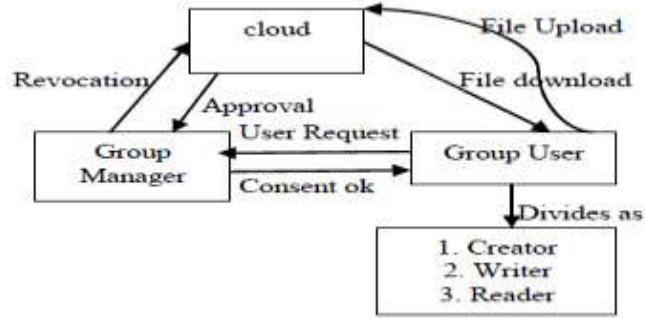 cloud
File Upload
Revocation
File download
Approval
User Request
Group
Manager
Group User
Consent ok
Divides as
1. Creator
2. Writer
3. Reader